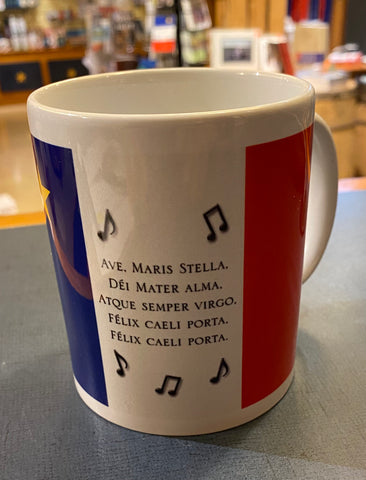 Ave, Maris Stella,
Déi Mater alma,
Atque semper virgo,
Félix caeli porta,
Félix caeli porta.